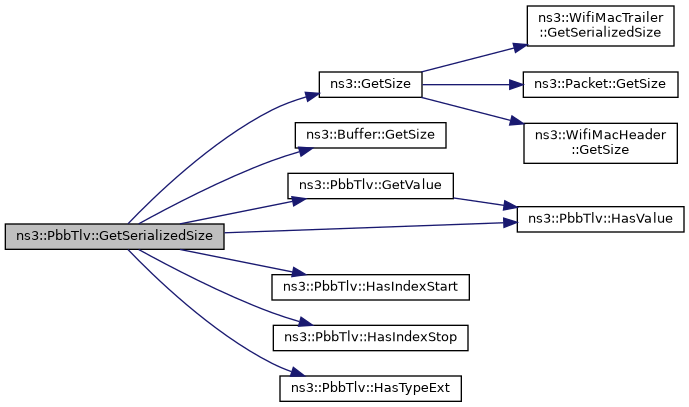 ns3::WifiMacTrailer
::GetSerializedSize
ns3::GetSize
ns3::Packet::GetSize
ns3::Buffer::GetSize
ns3::WifiMacHeader
::GetSize
ns3::PbbTlv::GetValue
ns3::PbbTlv::HasValue
ns3::PbbTlv::GetSerializedSize
ns3::PbbTlv::HasIndexStart
ns3::PbbTlv::HasIndexStop
ns3::PbbTlv::HasTypeExt